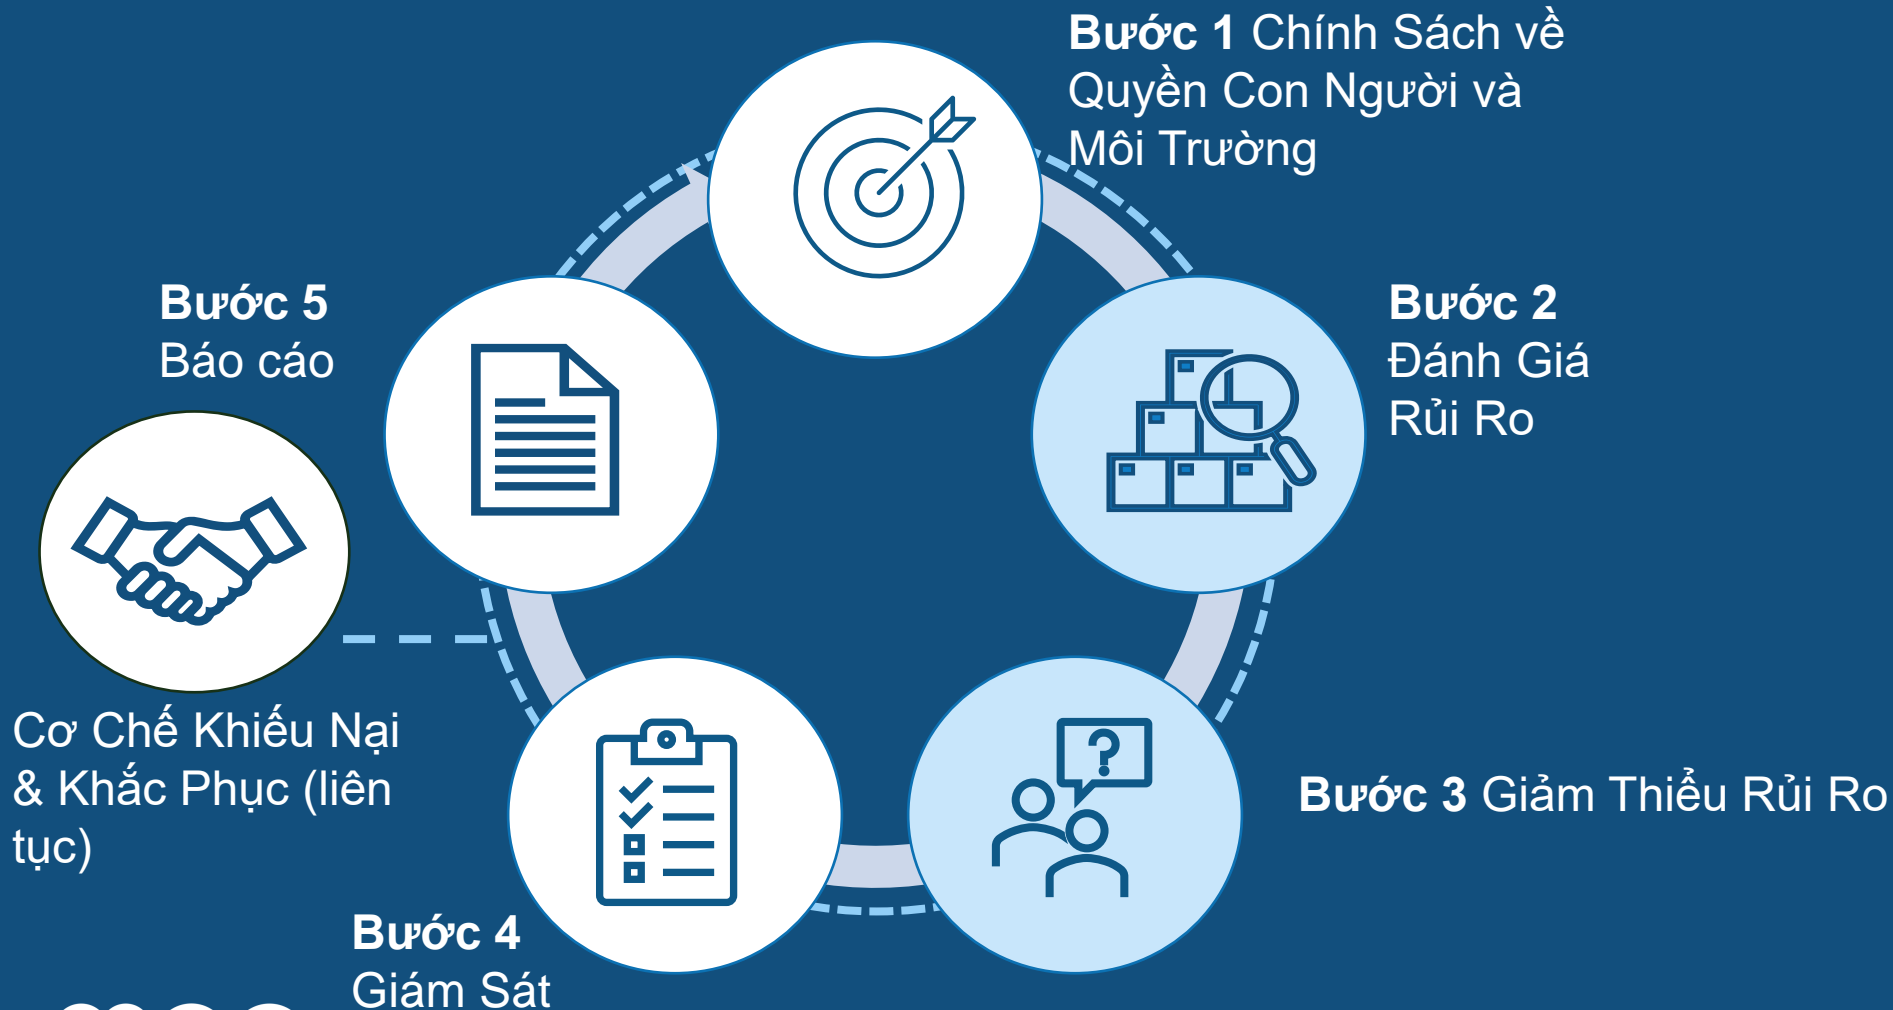 Bước 1 Chính Sách về
Quyền Con Người và
Môi Trường
Bước 2
Đánh Giá
Rủi Ro
Bước 3 Giảm Thiểu Rủi Ro
Bước 4
Giám Sát
Bước 5
Báo cáo
Cơ Chế Khiếu Nại
& Khắc Phục (liên
tục)
?